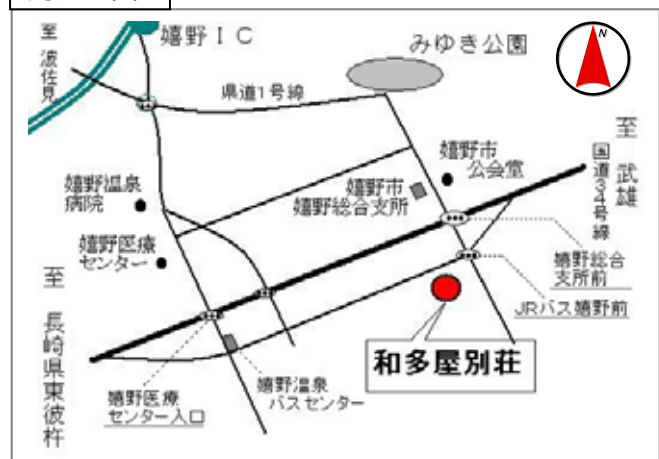 至 波佐見
嬉野ＩＣ
みゆき公園
N
県道1号線
至 武雄
国道34号線
嬉野市
公会堂
嬉野市
嬉野総合支所
嬉野温泉
病院
嬉野医療
センター
嬉野総合
支所前
JRバス嬉野前
至 長崎県東彼杵
和多屋別荘
嬉野温泉
バスセンター
嬉野医療
センター入口